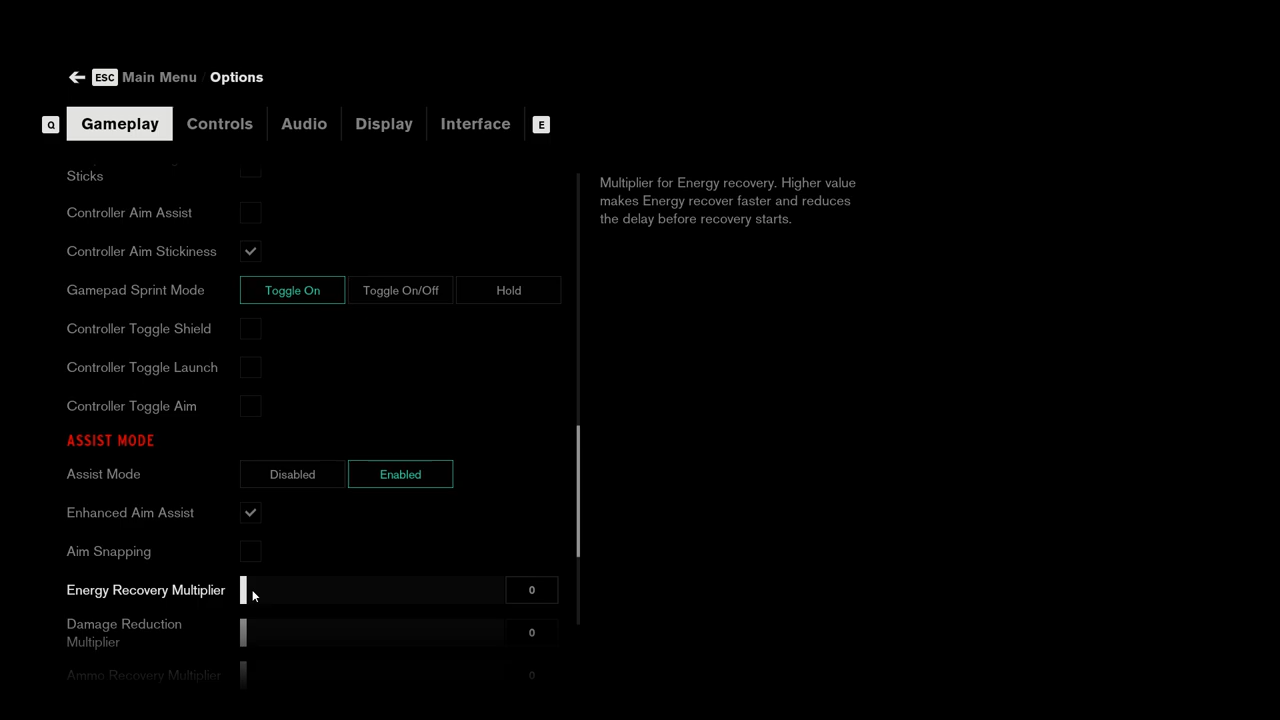 ESC Main Menu / Options
Q Gameplay Controls Audio Display Interface E
Sticks
Controller Aim Assist
Controller Aim Stickiness
Gamepad Sprint Mode Toggle On Toggle On/Off Hold
Controller Toggle Shield
Controller Toggle Launch
Controller Toggle Aim
ASSIST MODE
Assist Mode Disabled Enabled
Enhanced Aim Assist
Aim Snapping
Energy Recovery Multiplier 0
Damage Reduction
Multiplier 0
Ammo Recovery Multiplier 0
Multiplier for Energy recovery. Higher value
makes Energy recover faster and reduces
the delay before recovery starts.